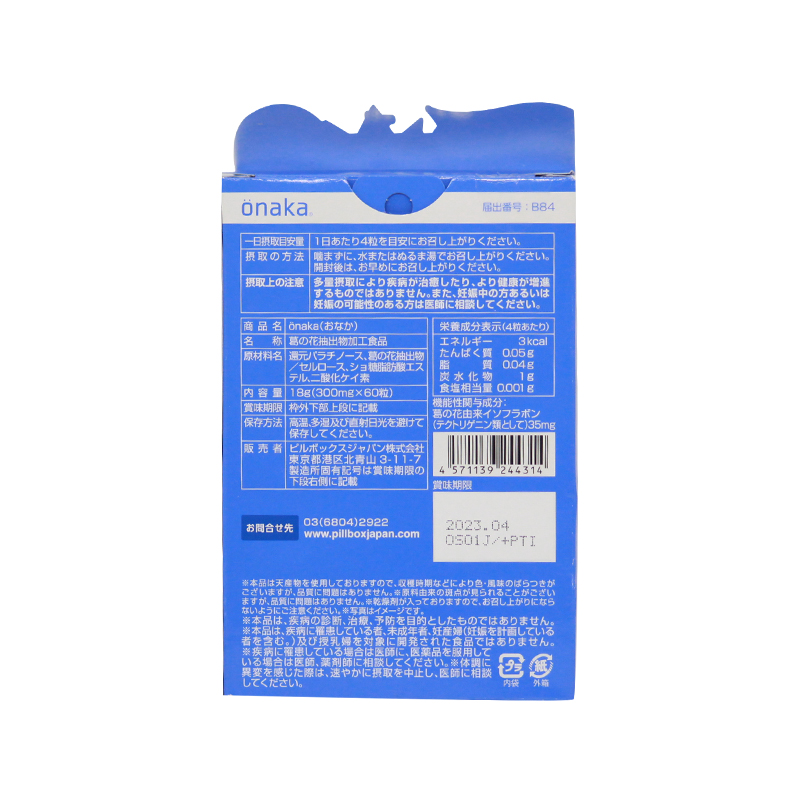 önaka®
届出番号：B84
一日摂取目安量 1日あたり4粒を目安にお召し上がりください。
摂取の方法 噛まずに、水またはぬるま湯でお召し上がりください。
開封後は、お早めにお召し上がりください。
摂取上の注意 多量摂取により疾病が治癒したり、より健康が増進
するものではありません。また、妊娠中の方あるいは
妊娠の可能性のある方は医師に相談してください。
商品名 önaka（おなか）
名称 葛の花抽出物加工食品
原材料名 還元パラチノース、葛の花抽出物
／セルロース、ショ糖脂肪酸エス
テル、二酸化ケイ素
内容量 18g（300mg×60粒）
賞味期限 枠外下部上段に記載
保存方法 高温、多湿及び直射日光を避けて
保存してください。
販売者 ピルボックスジャパン株式会社
東京都港区北青山 3-11-7
製造所固有記号は賞味期限の
下段右側に記載
栄養成分表示（4粒あたり）
エネルギー 3kcal
たんぱく質 0.05g
脂質 0.04g
炭水化物 1g
食塩相当量 0.001g
機能性関与成分：
葛の花由来イソフラボン
（テクトリゲニン類として）35mg
4 571139 244314
賞味期限
2023.04
OS01J/+PTI
お問合せ先 03(6804)2922
www.pillboxjapan.com
※本品は天産物を使用しておりますので、収穫時期などにより色・風味のばらつきが
ございますが、品質に問題はありません。※原料由来の斑点が見られることがござい
ますが、品質に問題はありません。※乾燥剤が入っておりますので、お召し上がりになら
ないようにご注意ください。※写真はイメージです。
※本品は、疾病の診断、治療、予防を目的としたものではありません。
※本品は、疾病に罹患している者、未成年者、妊産婦（妊娠を計画している
者を含む。）及び授乳婦を対象に開発された食品ではありません。
※疾病に罹患している場合は医師に、医薬品を服用して
いる場合は医師、薬剤師に相談してください。※体調に
異変を感じた際は、速やかに摂取を中止し、医師に相談
してください。
プラ 紙
内袋 外箱